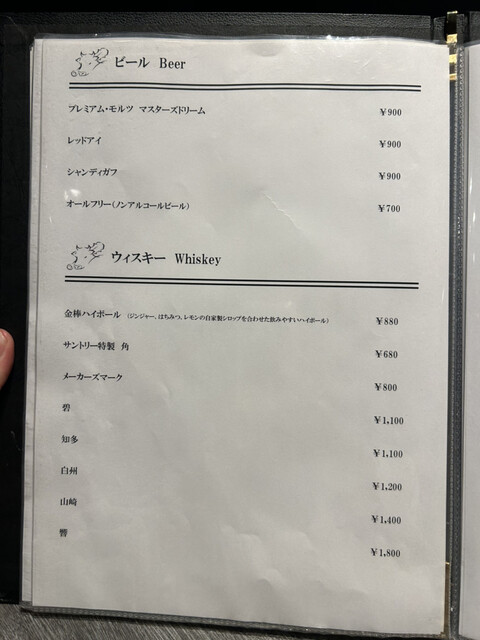 ビール Beer
プレミアム・モルツ マスターズドリーム ￥900
レッドアイ ￥900
シャンディガフ ￥900
オールフリー(ノンアルコールビール) ￥700
ウィスキー Whiskey
金棒ハイボール (ジンジャー、はちみつ、レモンの自家製シロップを合わせた飲みやすいハイボール) ￥880
サントリー特製 角 ￥680
メーカーズマーク ￥800
碧 ￥1,100
知多 ￥1,100
白州 ￥1,200
山崎 ￥1,400
響 ￥1,800